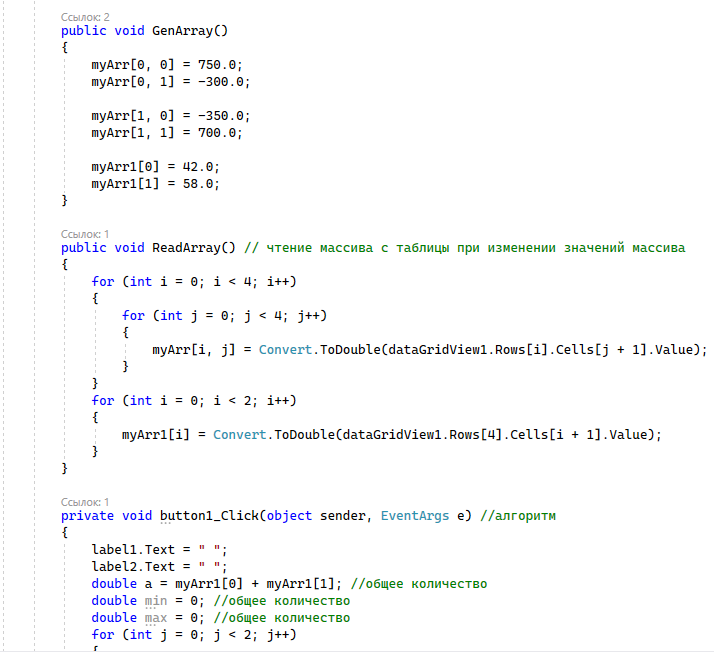 Ссылок: 2
public void GenArray()
{
myArr[0, 0] = 750.0;
myArr[0, 1] = -300.0;
myArr[1, 0] = -350.0;
myArr[1, 1] = 700.0;
myArr1[0] = 42.0;
myArr1[1] = 58.0;
}
Ссылок: 1
public void ReadArray() // чтение массива с таблицы при изменении значений массива
{
for (int i = 0; i < 4; i++)
{
for (int j = 0; j < 4; j++)
{
myArr[i, j] = Convert.ToDouble(dataGridView1.Rows[i].Cells[j + 1].Value);
}
}
for (int i = 0; i < 2; i++)
{
myArr1[i] = Convert.ToDouble(dataGridView1.Rows[4].Cells[i + 1].Value);
}
}
Ссылок: 1
private void button1_Click(object sender, EventArgs e) //алгоритм
{
label1.Text = " ";
label2.Text = " ";
double a = myArr1[0] + myArr1[1]; //общее количество
double min = 0; //общее количество
double max = 0; //общее количество
for (int j = 0; j < 2; j++)
{